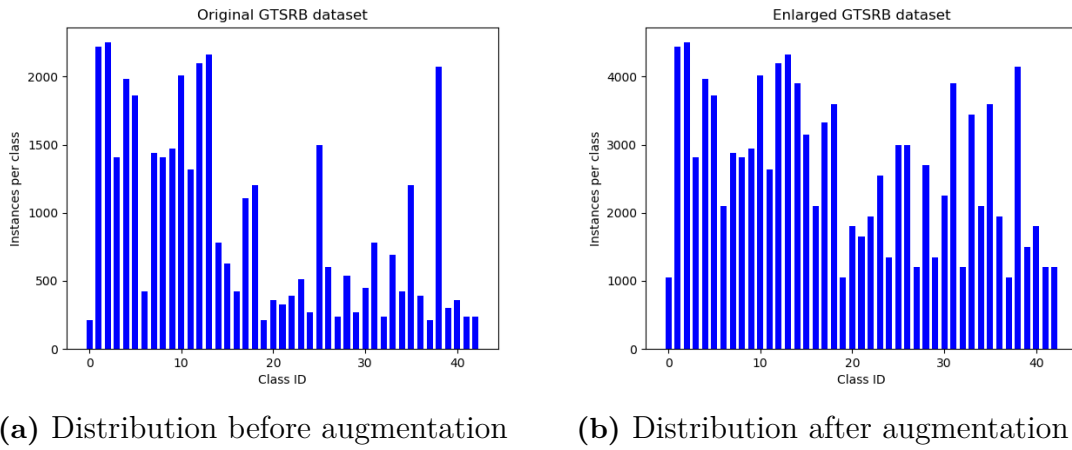 Original GTSRB dataset
Instances per class
2000
1500
1000
500
0
0 10 20 30 40
Class ID
(a) Distribution before augmentation
Enlarged GTSRB dataset
Instances per class
4000
3000
2000
1000
0
0 10 20 30 40
Class ID
(b) Distribution after augmentation